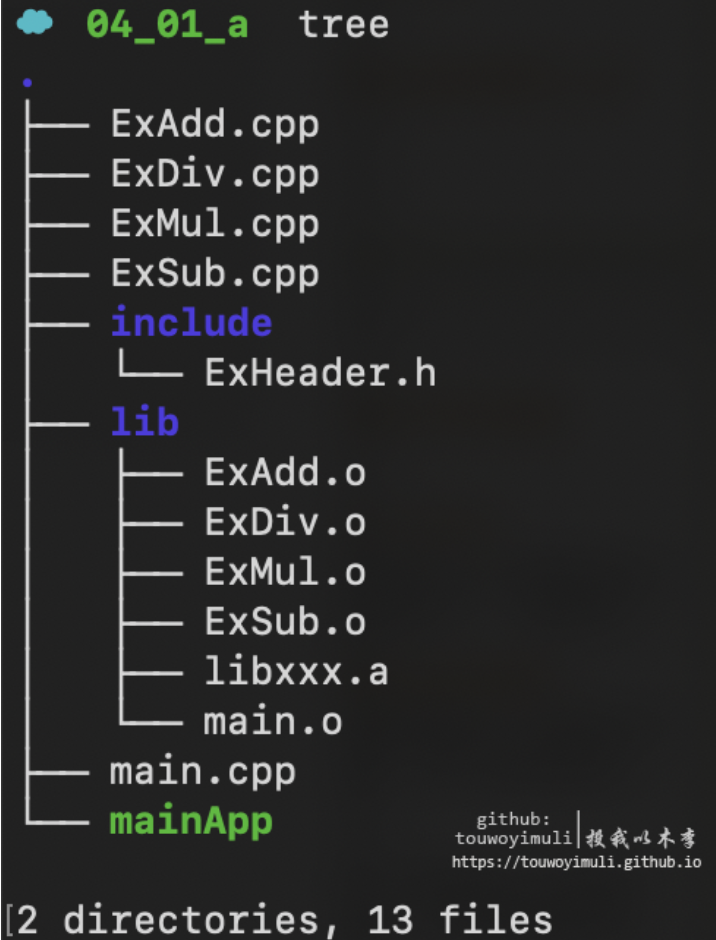 04_01_a tree
.
├── ExAdd.cpp
├── ExDiv.cpp
├── ExMul.cpp
├── ExSub.cpp
├── include
│   └── ExHeader.h
├── lib
│   ├── ExAdd.o
│   ├── ExDiv.o
│   ├── ExMul.o
│   ├── ExSub.o
│   ├── libxxx.a
│   └── main.o
├── main.cpp
└── mainApp
github:
touwoyimuli|投我以木李
https://touwoyimuli.github.io
[2 directories, 13 files